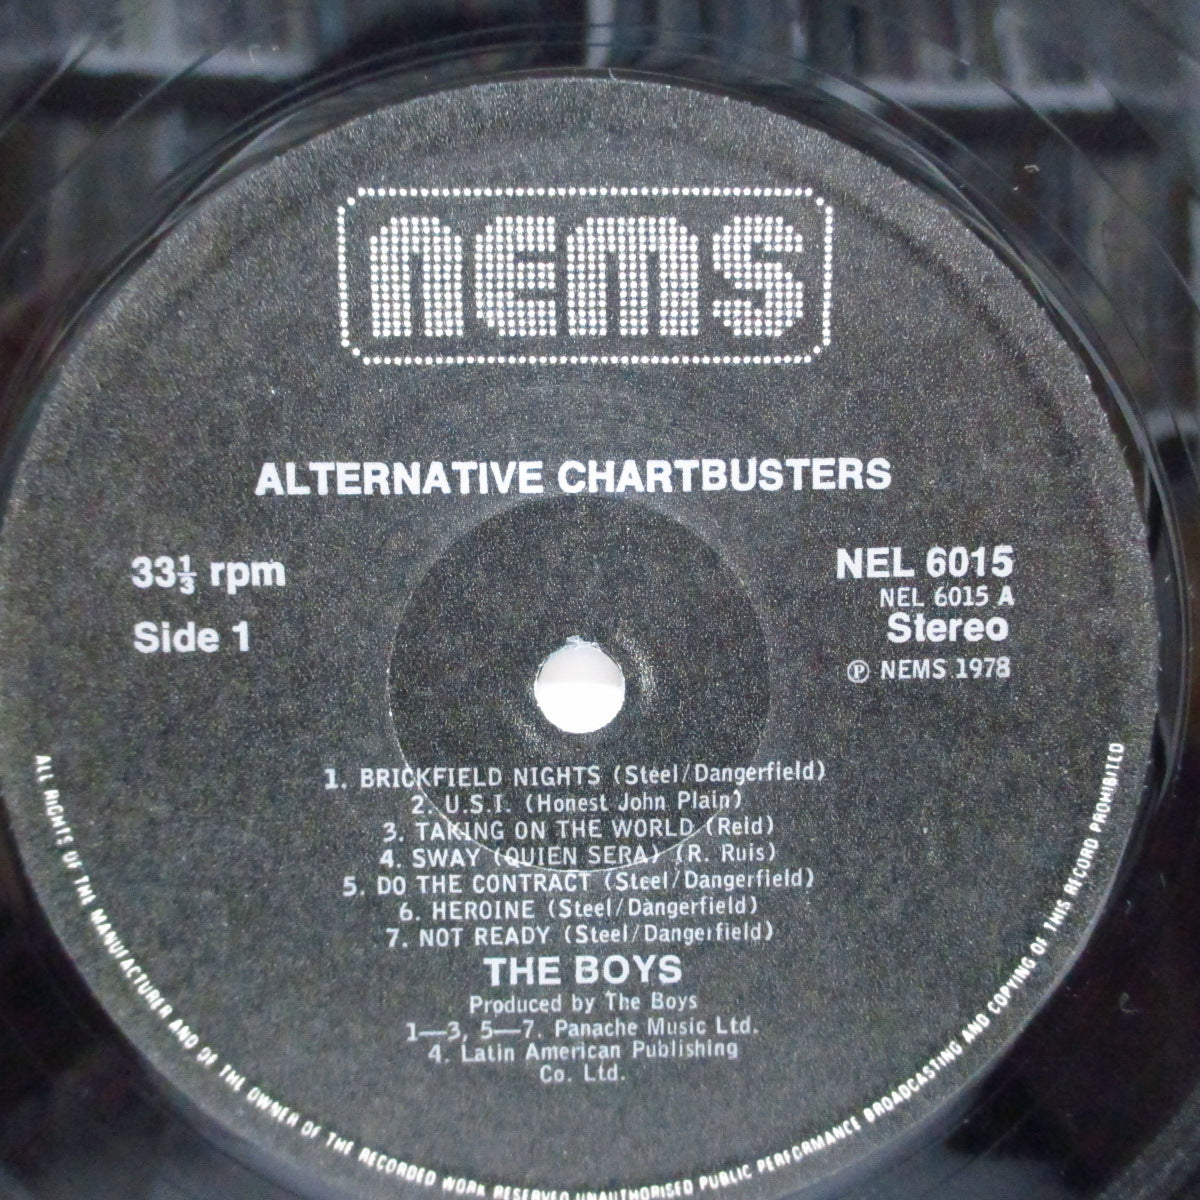 nems
ALTERNATIVE CHARTBUSTERS
33⅓ rpm
Side 1
NEL 6015
NEL 6015 A
Stereo
℗ NEMS 1978
1. BRICKFIELD NIGHTS (Steel/Dangerfield)
2. U.S.I. (Honest John Plain)
3. TAKING ON THE WORLD (Reid)
4. SWAY (QUIEN SERA) (R. Ruis)
5. DO THE CONTRACT (Steel/Dangerfield)
6. HEROINE (Steel/Dangerfield)
7. NOT READY (Steel/Dangerfield)
THE BOYS
Produced by The Boys
1—3, 5—7. Panache Music Ltd.
4. Latin American Publishing
Co. Ltd.
ALL RIGHTS OF THE MANUFACTURER AND OF THE OWNER OF THE RECORDED WORK RESERVED UNAUTHORISED PUBLIC PERFORMANCE BROADCASTING AND COPYING OF THIS RECORD PROHIBITED